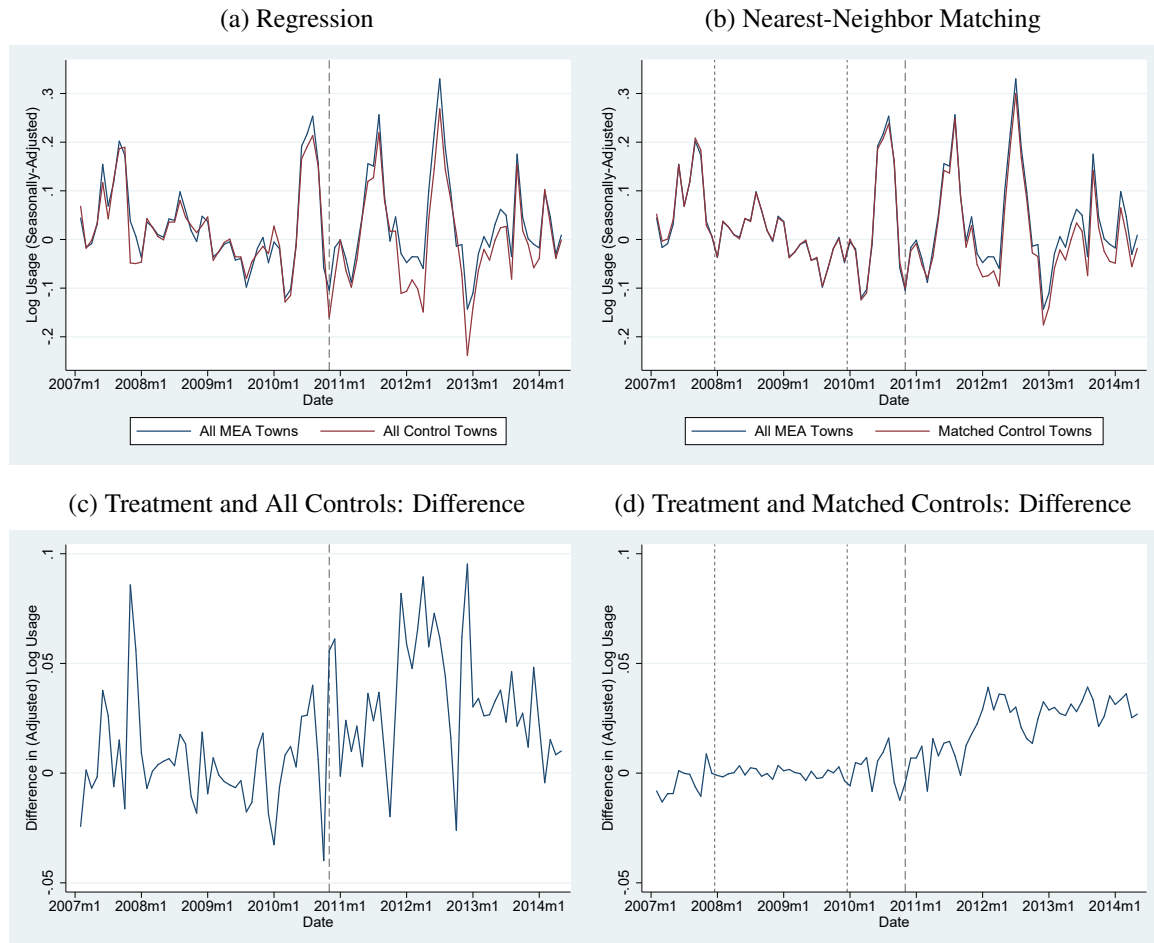 (a) Regression
(b) Nearest-Neighbor Matching
Log Usage (Seasonally-Adjusted)
.3
.2
.1
0
-.1
-.2
2007m1 2008m1 2009m1 2010m1 2011m1 2012m1 2013m1 2014m1
Date
All MEA Towns All Control Towns
Log Usage (Seasonally-Adjusted)
.3
.2
.1
0
-.1
-.2
2007m1 2008m1 2009m1 2010m1 2011m1 2012m1 2013m1 2014m1
Date
All MEA Towns Matched Control Towns
(c) Treatment and All Controls: Difference
(d) Treatment and Matched Controls: Difference
Difference in (Adjusted) Log Usage
.1
.05
0
-.05
2007m1 2008m1 2009m1 2010m1 2011m1 2012m1 2013m1 2014m1
Date
Difference in (Adjusted) Log Usage
.1
.05
0
-.05
2007m1 2008m1 2009m1 2010m1 2011m1 2012m1 2013m1 2014m1
Date